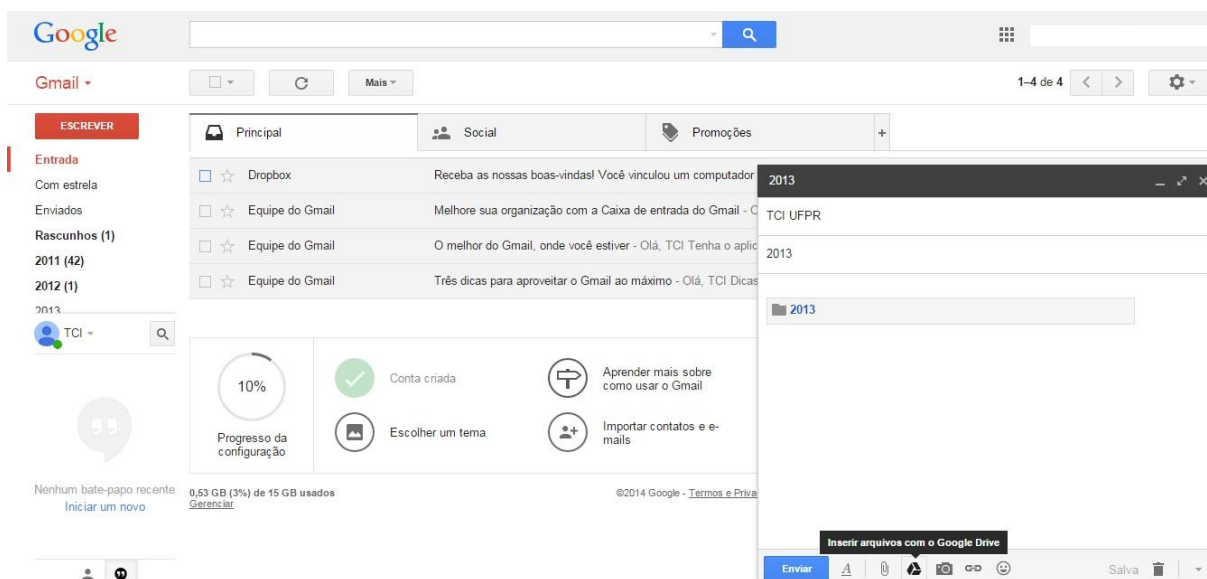 Google
Gmail
Mais
1–4 de 4
ESCREVER
Entrada
Com estrela
Enviados
Rascunhos (1)
2011 (42)
2012 (1)
2013
TCI
Nenhum bate-papo recente
Iniciar um novo
Principal
Social
Promoções
+
Dropbox Receba as nossas boas-vindas! Você vinculou um computador
Equipe do Gmail Melhore sua organização com a Caixa de entrada do Gmail -
Equipe do Gmail O melhor do Gmail, onde você estiver - Olá, TCI Tenha o aplic
Equipe do Gmail Três dicas para aproveitar o Gmail ao máximo - Olá, TCI Dicas
10%
Progresso da
configuração
Conta criada
Escolher um tema
Aprender mais sobre
como usar o Gmail
Importar contatos e e-
mails
0,53 GB (3%) de 15 GB usados
Gerenciar
©2014 Google - Termos e Priva
2013
TCI UFPR
2013
2013
Inserir arquivos com o Google Drive
Enviar
A
Salva